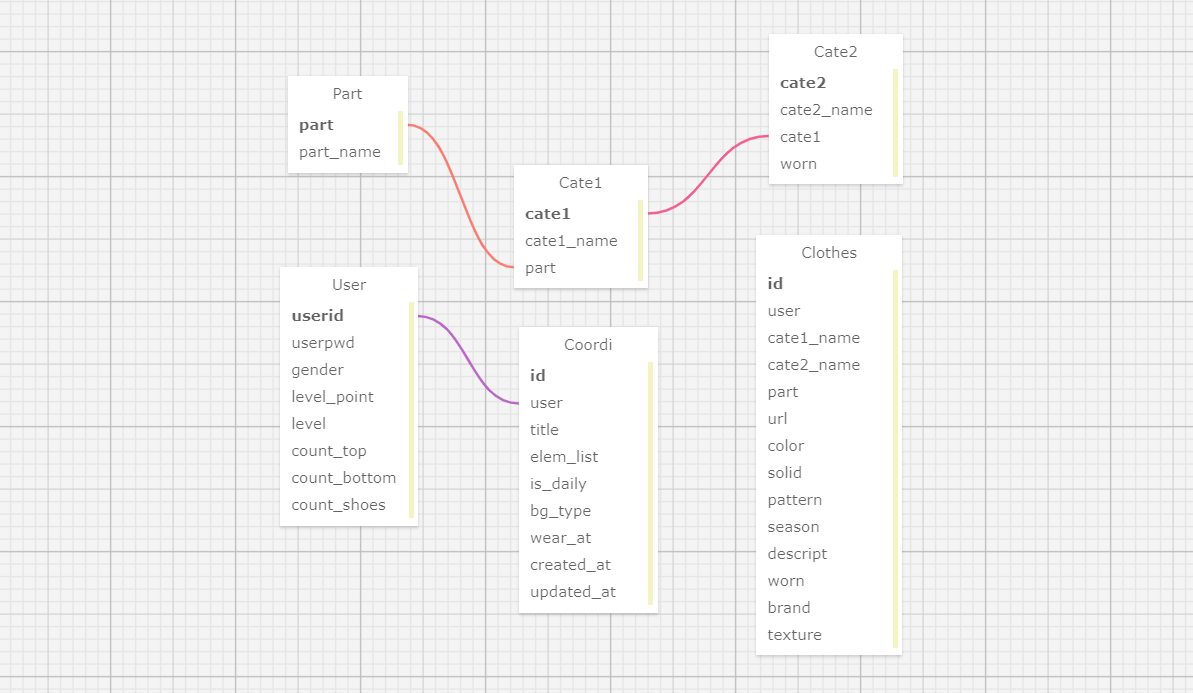 Part
part
part_name
User
userid
userpwd
gender
level_point
level
count_top
count_bottom
count_shoes
Cate1
cate1
cate1_name
part
Coordi
id
user
title
elem_list
is_daily
bg_type
wear_at
created_at
updated_at
Cate2
cate2
cate2_name
cate1
worn
Clothes
id
user
cate1_name
cate2_name
part
url
color
solid
pattern
season
descript
worn
brand
texture